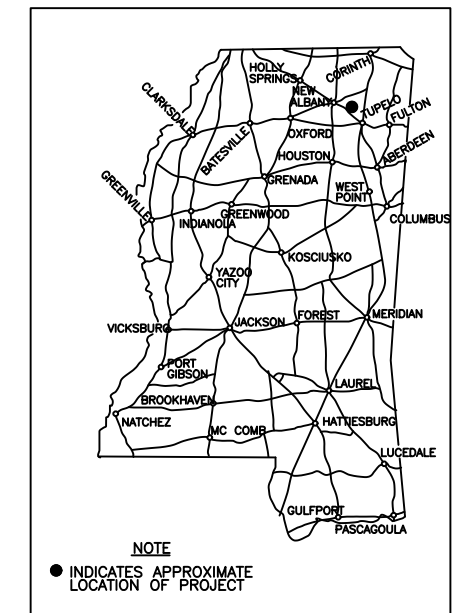 HOLLY
SPRINGS
CORINTH
NEW
ALBANY
TUPELO
FULTON
CLARKSDALE
BATESVILLE
OXFORD
ABERDEEN
HOUSTON
GREENVILLE
GRENADA
WEST
POINT
INDIANOLA
GREENWOOD
COLUMBUS
KOSCIUSKO
YAZOO
CITY
VICKSBURG
JACKSON
FOREST
MERIDIAN
PORT
GIBSON
LAUREL
BROOKHAVEN
NATCHEZ
MC COMB
HATTIESBURG
LUCEDALE
GULFPORT
PASCAGOULA
NOTE
INDICATES APPROXIMATE
LOCATION OF PROJECT